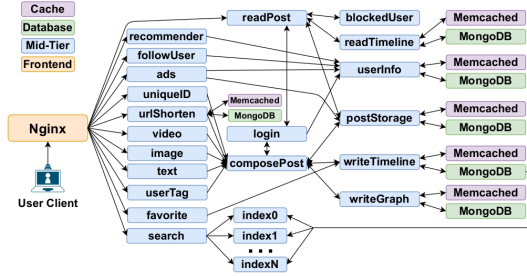 Cache
Database
Mid-Tier
Frontend
Nginx
User Client
readPost
recommender
followUser
ads
uniqueID
urlShorten
video
image
text
userTag
favorite
search
Memcached
MongoDB
login
composePost
index0
index1
indexN
blockedUser
readTimeline
userInfo
postStorage
writeTimeline
writeGraph
Memcached
MongoDB
Memcached
MongoDB
Memcached
MongoDB
Memcached
MongoDB
Memcached
MongoDB